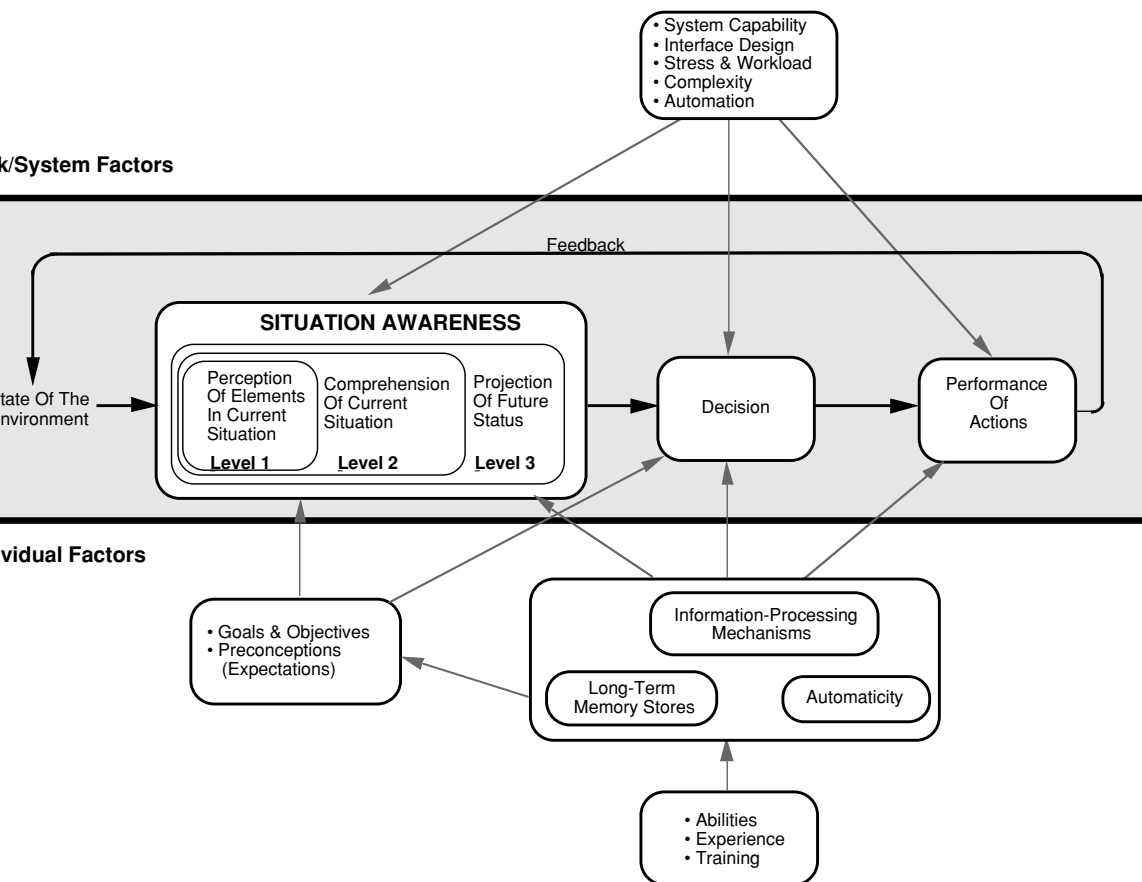 • System Capability
• Interface Design
• Stress & Workload
• Complexity
• Automation
k/System Factors
Feedback
SITUATION AWARENESS
Perception
Of Elements
In Current
Situation
Level 1
Comprehension
Of Current
Situation
Level 2
Projection
Of Future
Status
Level 3
tate Of The
nvironment
Decision
Performance
Of
Actions
vidual Factors
• Goals & Objectives
• Preconceptions
(Expectations)
Information-Processing
Mechanisms
Long-Term
Memory Stores
Automaticity
• Abilities
• Experience
• Training